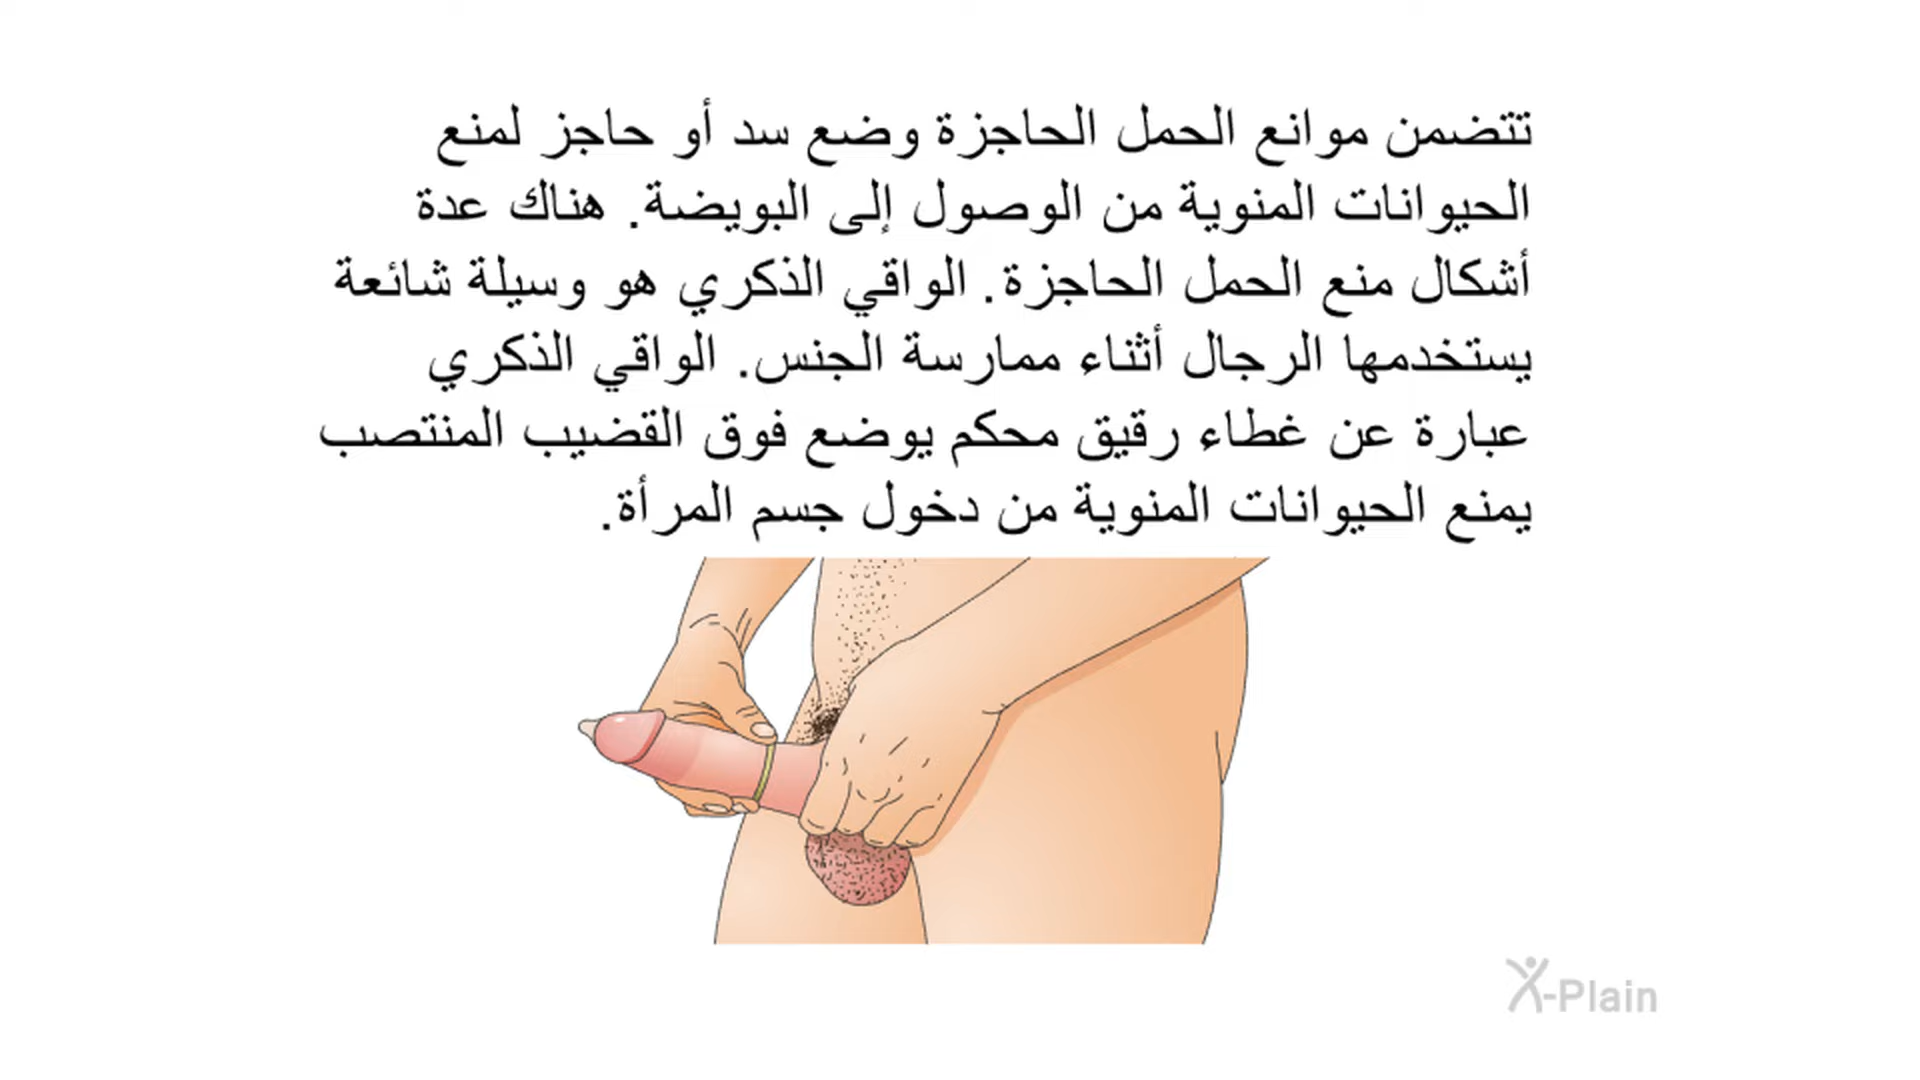 تتضمن موانع الحمل الحاجزة وضع سد أو حاجز لمنع
الحيوانات المنوية من الوصول إلى البويضة. هناك عدة
أشكال منع الحمل الحاجزة. الواقي الذكري هو وسيلة شائعة
يستخدمها الرجال أثناء ممارسة الجنس. الواقي الذكري
عبارة عن غطاء رقيق محكم يوضع فوق القضيب المنتصب
يمنع الحيوانات المنوية من دخول جسم المرأة.
X-Plain